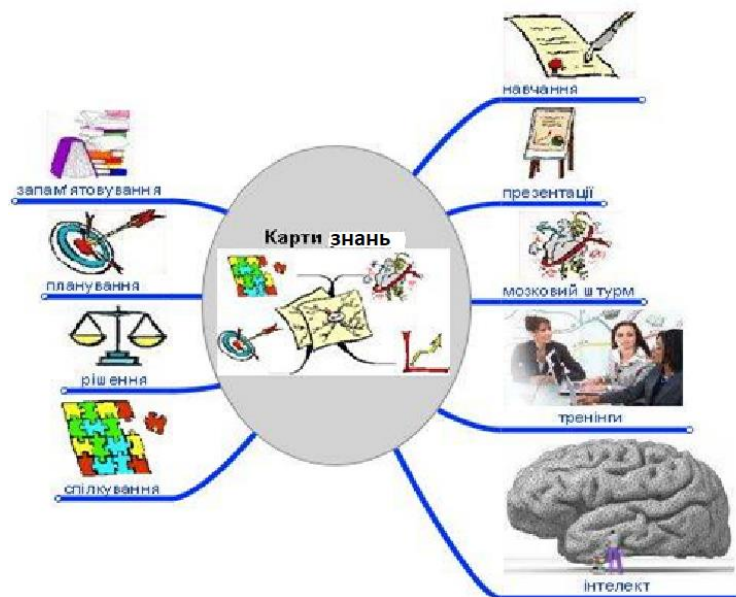 Карти знань
запам'ятовування
планування
рішення
спілкування
навчання
презентації
мозковий штурм
тренінги
інтелект